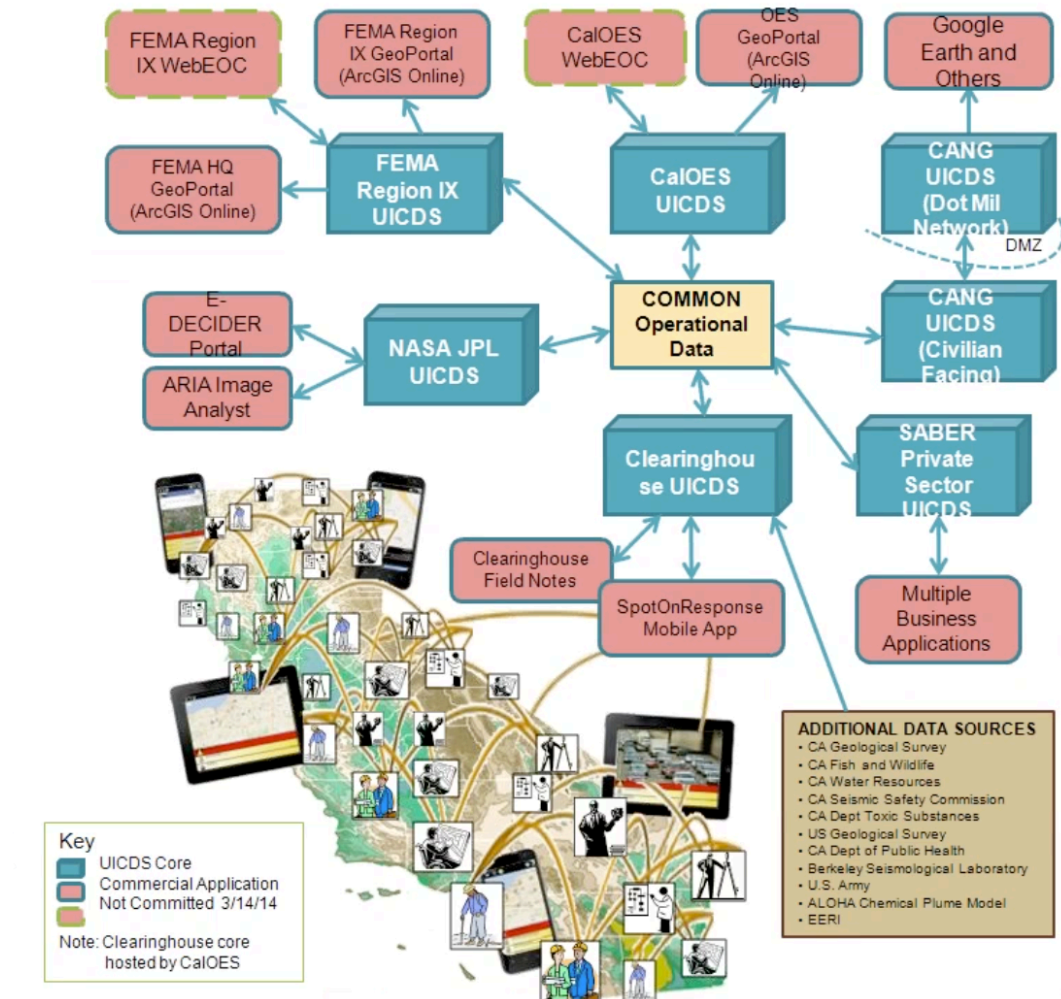 FEMA Region
IX WebEOC
FEMA Region
IX GeoPortal
(ArcGIS Online)
CalOES
WebEOC
OES
GeoPortal
(ArcGIS
Online)
Google
Earth and
Others
FEMA HQ
GeoPortal
(ArcGIS Online)
FEMA
Region IX
UICDS
CalOES
UICDS
CANG
UICDS
(Dot Mil
Network)
DMZ
E-
DECIDER
Portal
ARIA Image
Analyst
NASA JPL
UICDS
COMMON
Operational
Data
CANG
UICDS
(Civilian
Facing)
Clearinghou
se UICDS
SABER
Private
Sector
UICDS
Clearinghouse
Field Notes
SpotOnResponse
Mobile App
Multiple
Business
Applications
ADDITIONAL DATA SOURCES
• CA Geological Survey
• CA Fish and Wildlife
• CA Water Resources
• CA Seismic Safety Commission
• CA Dept Toxic Substances
• US Geological Survey
• CA Dept of Public Health
• Berkeley Seismological Laboratory
• U.S. Army
• ALOHA Chemical Plume Model
• EERI
Key
UICDS Core
Commercial Application
Not Committed 3/14/14
Note: Clearinghouse core
hosted by CalOES